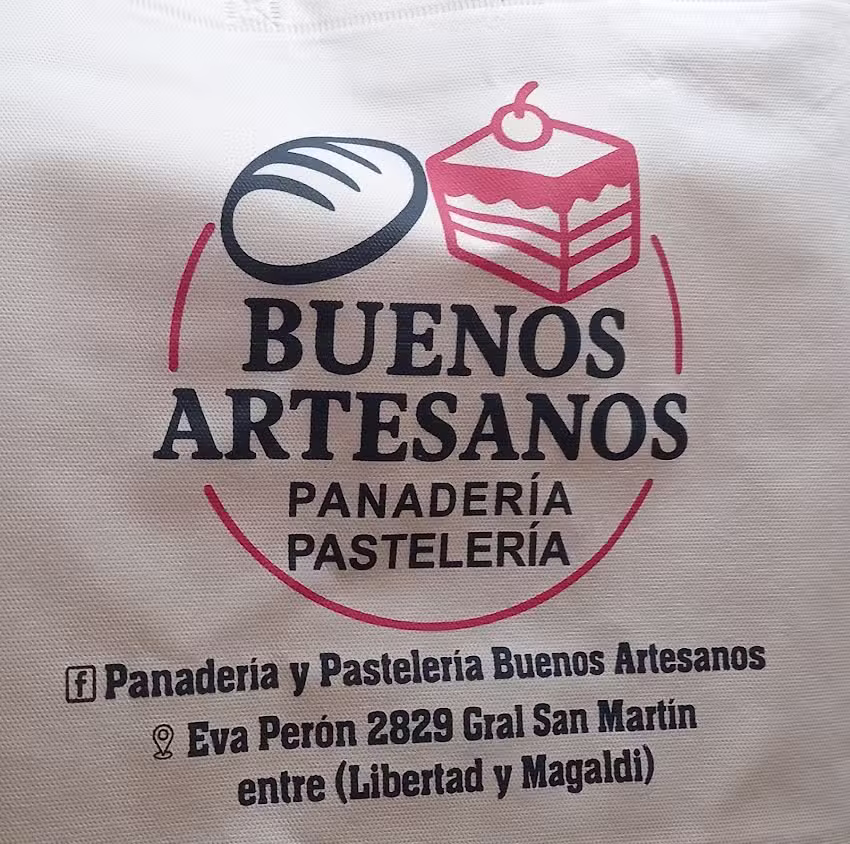 BUENOS
ARTESANOS
PANADERÍA
PASTELERÍA
f Panadería y Pastelería Buenos Artesanos
Eva Perón 2829 Gral San Martín
entre (Libertad y Magaldi)